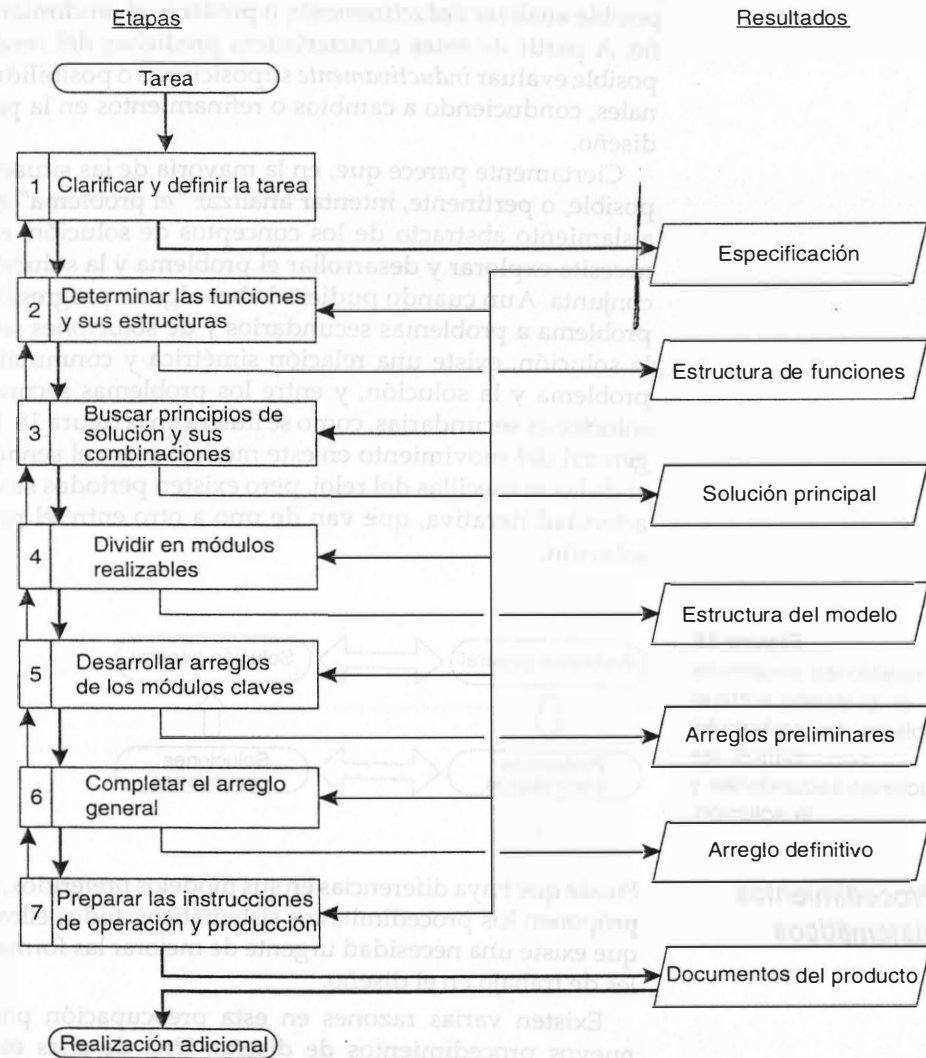 Etapas
Resultados
Tarea
1
Clarificar y definir la tarea
Especificación
2
Determinar las funciones
y sus estructuras
Estructura de funciones
3
Buscar principios de
solución y sus
combinaciones
Solución principal
4
Dividir en módulos
realizables
Estructura del modelo
5
Desarrollar arreglos
de los módulos claves
Arreglos preliminares
6
Completar el arreglo
general
Arreglo definitivo
7
Preparar las instrucciones
de operación y producción
Documentos del producto
Realización adicional